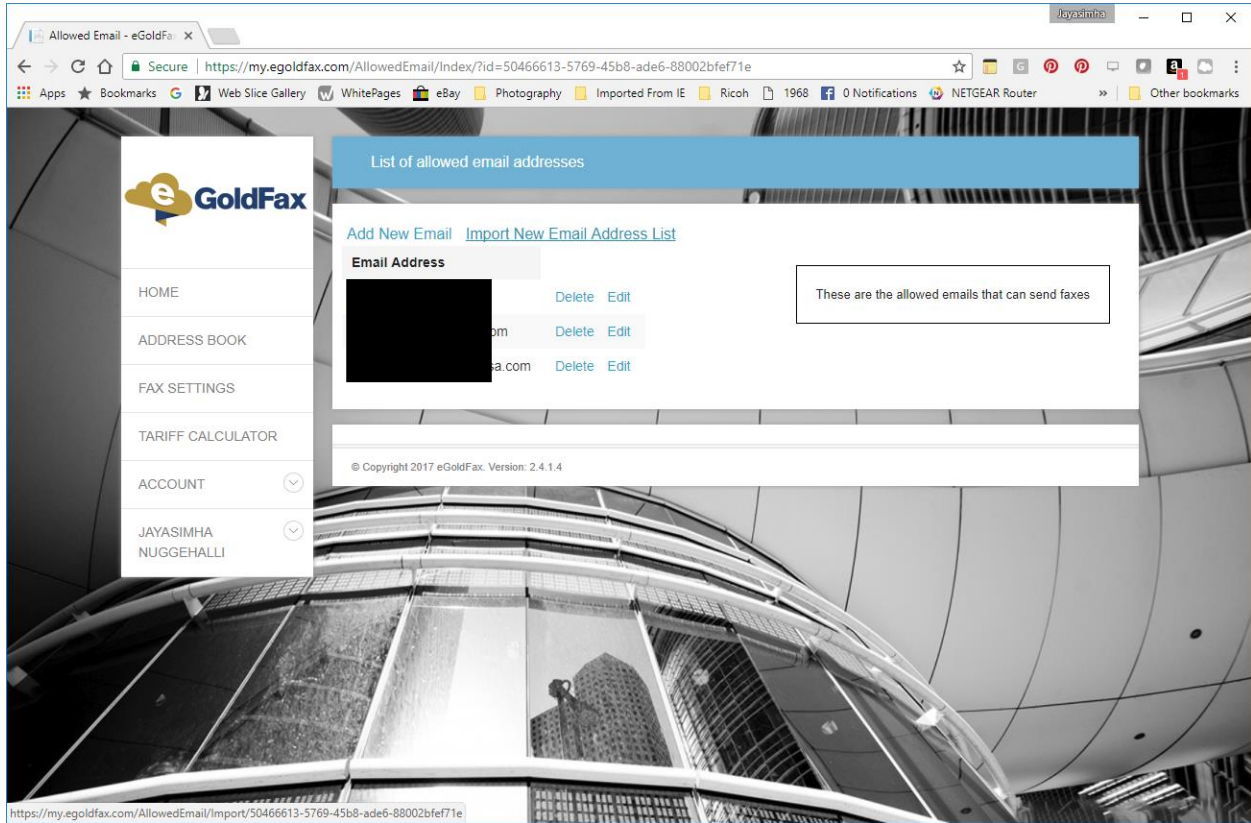 Jayasimha
Allowed Email - eGoldFa
Secure | https://my.egoldfax.com/AllowedEmail/Index/?id=50466613-5769-45b8-ade6-88002bfef71e
Apps Bookmarks Web Slice Gallery WhitePages eBay Photography Imported From IE Ricoh 1968 0 Notifications NETGEAR Router » Other bookmarks
List of allowed email addresses
e GoldFax
Add New Email Import New Email Address List
Email Address
Delete Edit
These are the allowed emails that can send faxes
om Delete Edit
sa.com Delete Edit
HOME
ADDRESS BOOK
FAX SETTINGS
TARIFF CALCULATOR
ACCOUNT
JAYASIMHA
NUGGEHALLI
© Copyright 2017 eGoldFax. Version: 2.4.1.4
https://my.egoldfax.com/AllowedEmail/Import/50466613-5769-45b8-ade6-88002bfef71e